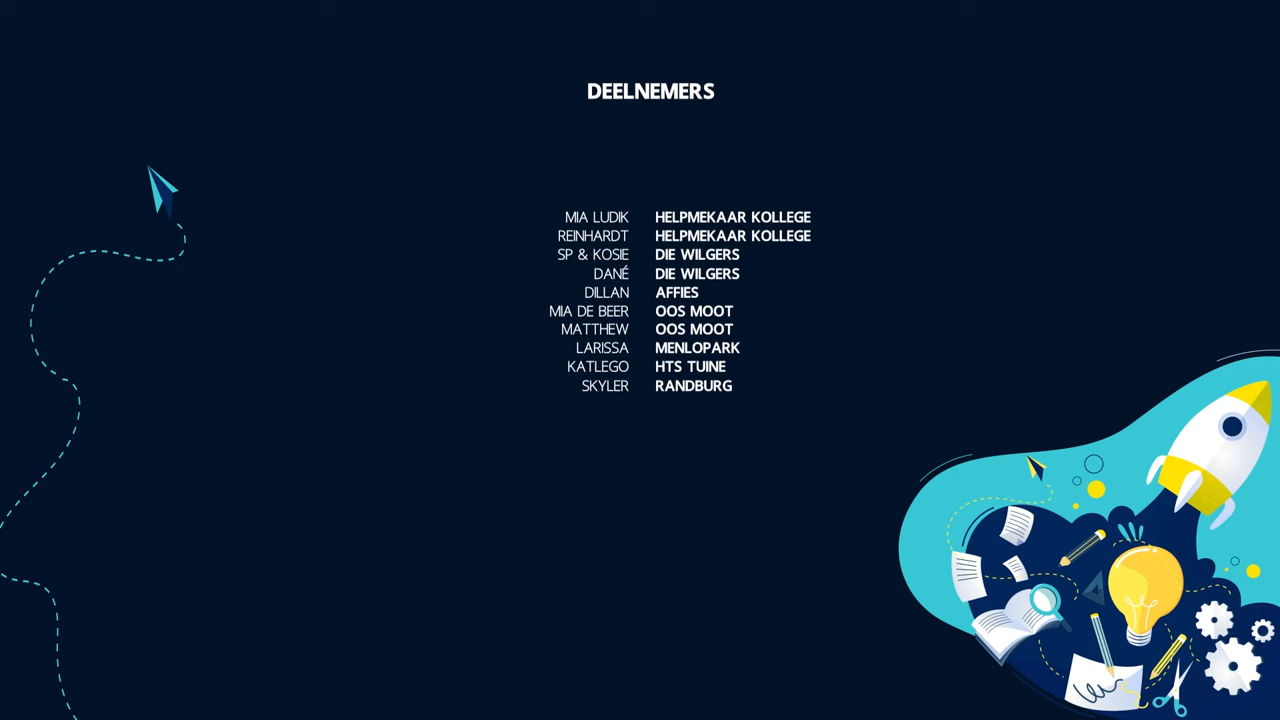 DEELNEMERS
MIA LUDIK HELPMEKAAR KOLLEGE
REINHARDT HELPMEKAAR KOLLEGE
SP & KOSIE DIE WILGERS
DANÉ DIE WILGERS
DILLAN AFFIES
MIA DE BEER OOS MOOT
MATTHEW OOS MOOT
LARISSA MENLOPARK
KATLEGO HTS TUINE
SKYLER RANDBURG